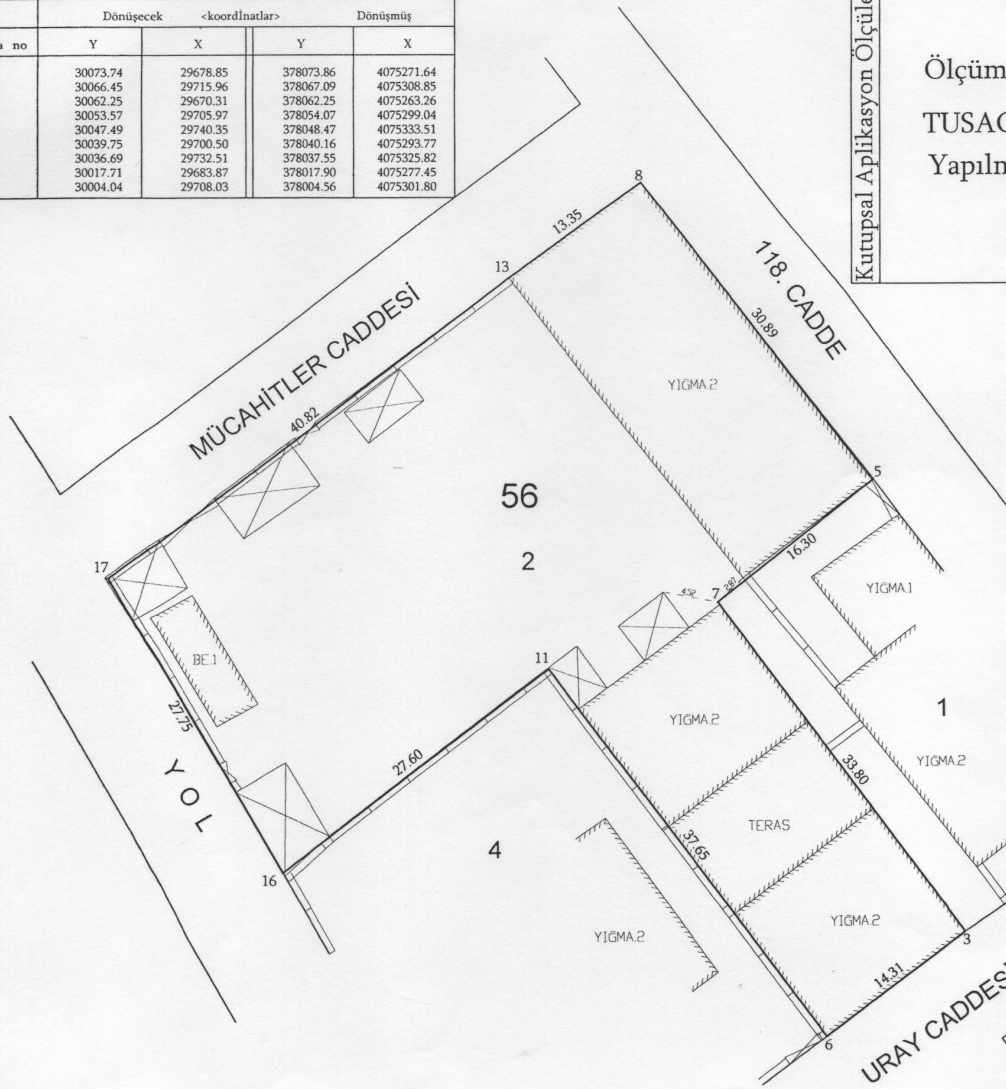 Dönüşecek <koordİnatlar> Dönüşmüş
a no Y X Y X
30073.74 29678.85 378073.86 4075271.64
30066.45 29715.96 378067.09 4075308.85
30062.25 29670.31 378062.25 4075263.26
30053.57 29705.97 378054.07 4075299.04
30047.49 29740.35 378048.47 4075333.51
30039.75 29700.50 378040.16 4075293.77
30036.69 29732.51 378037.55 4075325.82
30017.71 29683.87 378017.90 4075277.45
30004.04 29708.03 378004.56 4075301.80
Kutupsal Aplikasyon Ölçüle
Ölçüm
TUSAG
Yapıln
8
13.35
13
118. CADDE
MÜCAHİTLER CADDESİ
30.89
YIĞMA.2
40.82
5
56
16.30
2
17
YIĞMA.1
7
2.87
4.52
BE.1
11
27.75
YIĞMA.2
1
27.60
YOL
YIĞMA.2
33.80
TERAS
37.65
4
16
YIĞMA.2
YIĞMA.2
3
14.31
6
URAY CADDESİ